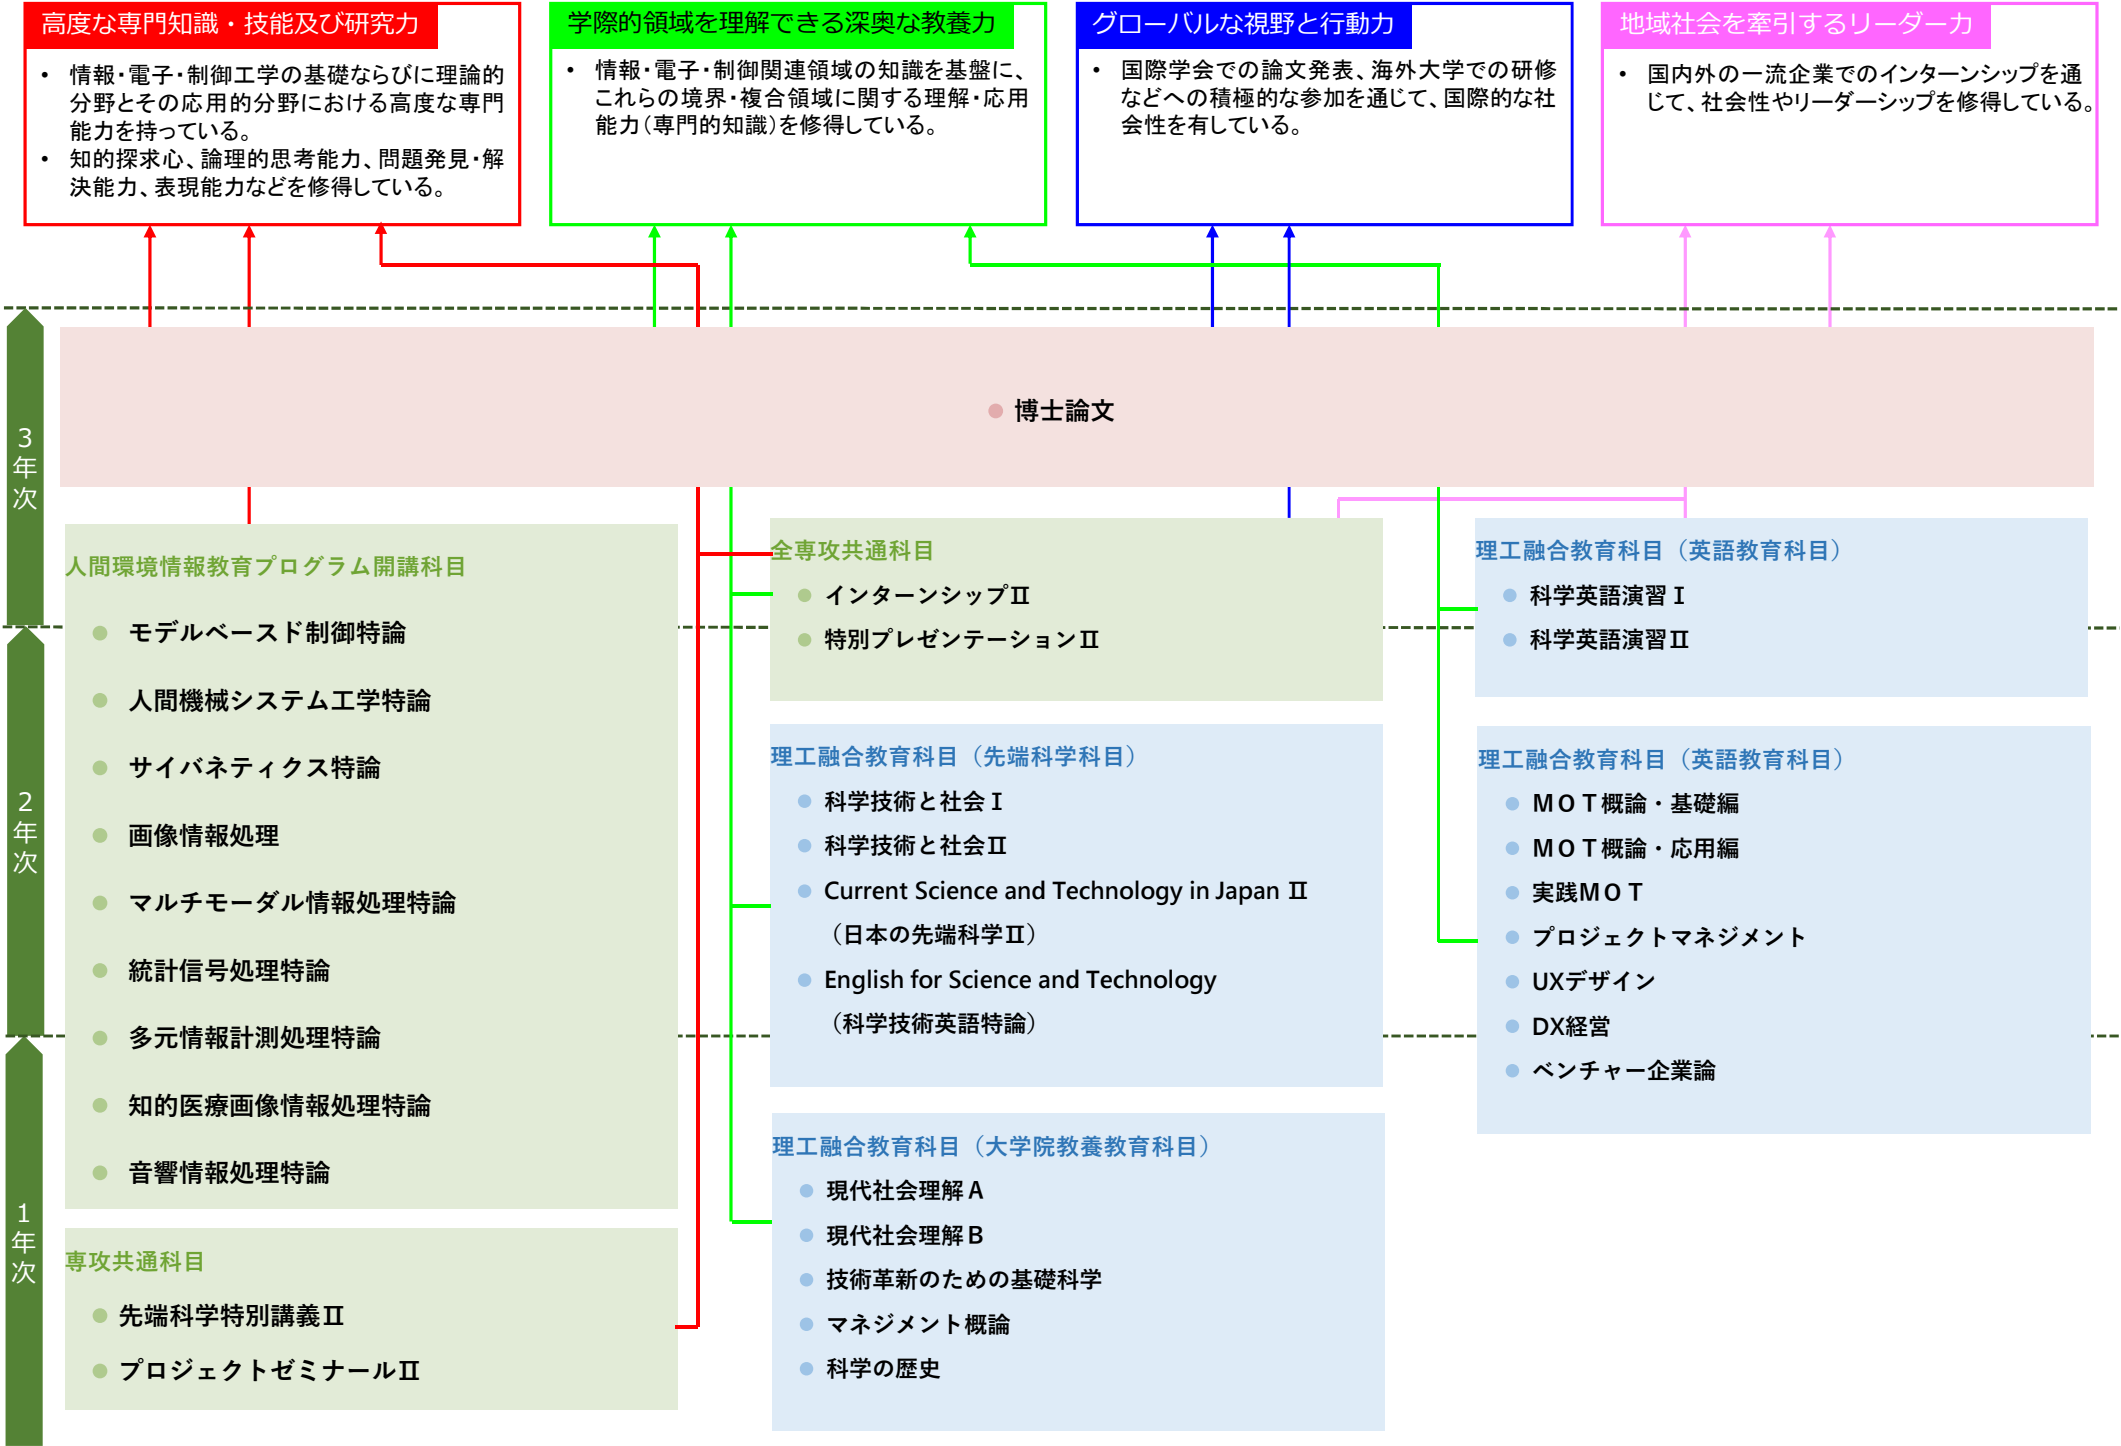 高度な専門知識・技能及び研究力
• 情報・電子・制御工学の基礎ならびに理論的
分野とその応用的分野における高度な専門
能力を持っている。
• 知的探求心、論理的思考能力、問題発見・解
決能力、表現能力などを修得している。
学際的領域を理解できる深奥な教養力
• 情報・電子・制御関連領域の知識を基盤に、
これらの境界・複合領域に関する理解・応用
能力（専門的知識）を修得している。
グローバルな視野と行動力
• 国際学会での論文発表、海外大学での研修
などへの積極的な参加を通じて、国際的な社
会性を有している。
地域社会を牽引するリーダー力
• 国内外の一流企業でのインターンシップを通
じて、社会性やリーダーシップを修得している。
3年次
● 博士論文
2年次
1年次
人間環境情報教育プログラム開講科目
● モデルベースド制御特論
● 人間機械システム工学特論
● サイバネティクス特論
● 画像情報処理
● マルチモーダル情報処理特論
● 統計信号処理特論
● 多元情報計測処理特論
● 知的医療画像情報処理特論
● 音響情報処理特論
専攻共通科目
● 先端科学特別講義Ⅱ
● プロジェクトゼミナールⅡ
全専攻共通科目
● インターンシップⅡ
● 特別プレゼンテーションⅡ
理工融合教育科目（先端科学科目）
● 科学技術と社会Ⅰ
● 科学技術と社会Ⅱ
● Current Science and Technology in Japan Ⅱ
（日本の先端科学Ⅱ）
● English for Science and Technology
（科学技術英語特論）
理工融合教育科目（大学院教養教育科目）
● 現代社会理解Ａ
● 現代社会理解Ｂ
● 技術革新のための基礎科学
● マネジメント概論
● 科学の歴史
理工融合教育科目（英語教育科目）
● 科学英語演習Ⅰ
● 科学英語演習Ⅱ
理工融合教育科目（英語教育科目）
● ＭＯＴ概論・基礎編
● ＭＯＴ概論・応用編
● 実践ＭＯＴ
● プロジェクトマネジメント
● UXデザイン
● DX経営
● ベンチャー企業論